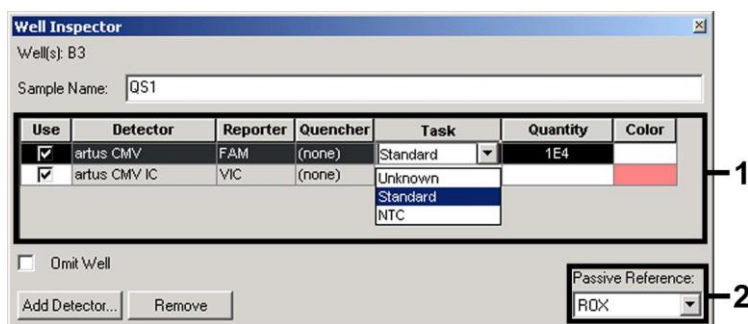 Well Inspector
Well(s): B3
Sample Name: QS1
Use Detector Reporter Quencher Task Quantity Color
artus CMV FAM (none) Standard 1E4
artus CMV IC VIC (none) Unknown
Standard
NTC
1
Omit Well
Passive Reference:
Add Detector... Remove ROX 2